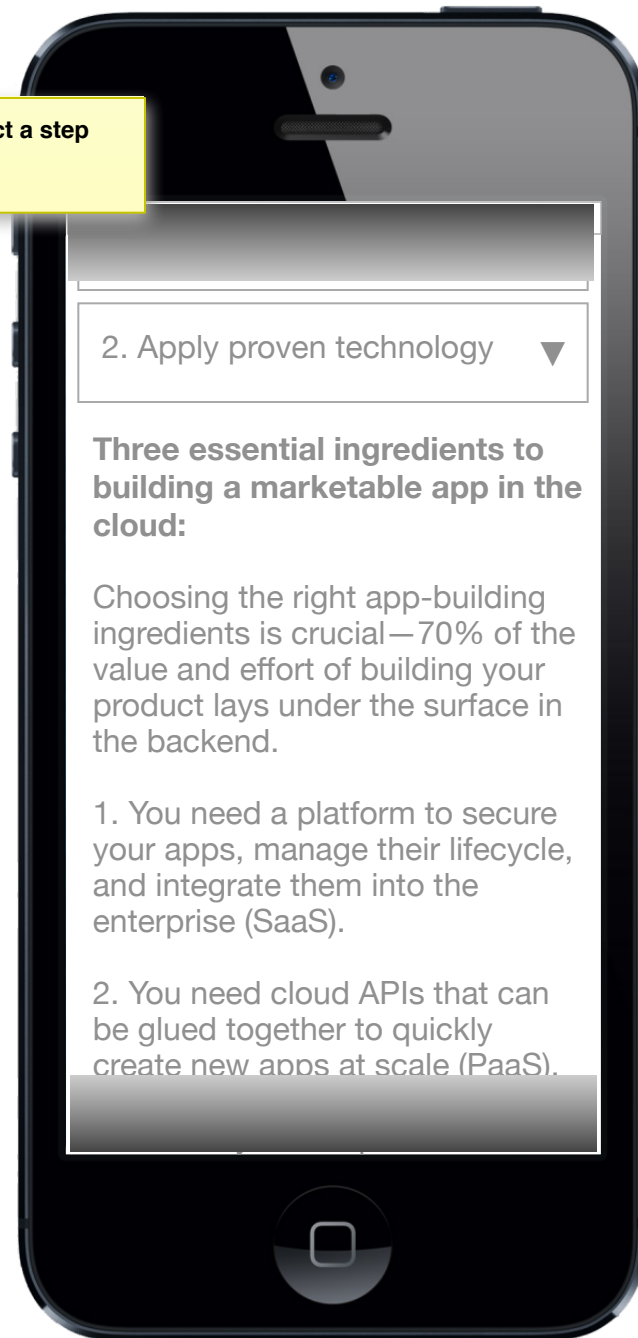 ct a step
2. Apply proven technology ▼
Three essential ingredients to
building a marketable app in the
cloud:
Choosing the right app-building
ingredients is crucial—70% of the
value and effort of building your
product lays under the surface in
the backend.
1. You need a platform to secure
your apps, manage their lifecycle,
and integrate them into the
enterprise (SaaS).
2. You need cloud APIs that can
be glued together to quickly
create new apps at scale (PaaS).